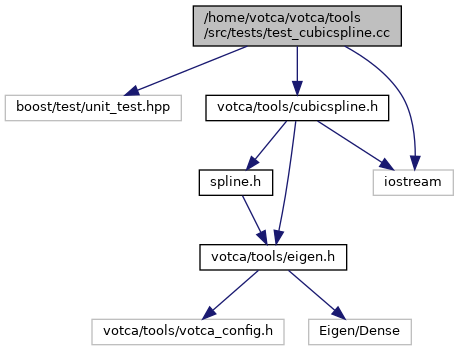 /home/votca/votca/tools
/src/tests/test_cubicspline.cc
boost/test/unit_test.hpp
votca/tools/cubicspline.h
spline.h
iostream
votca/tools/eigen.h
votca/tools/votca_config.h
Eigen/Dense